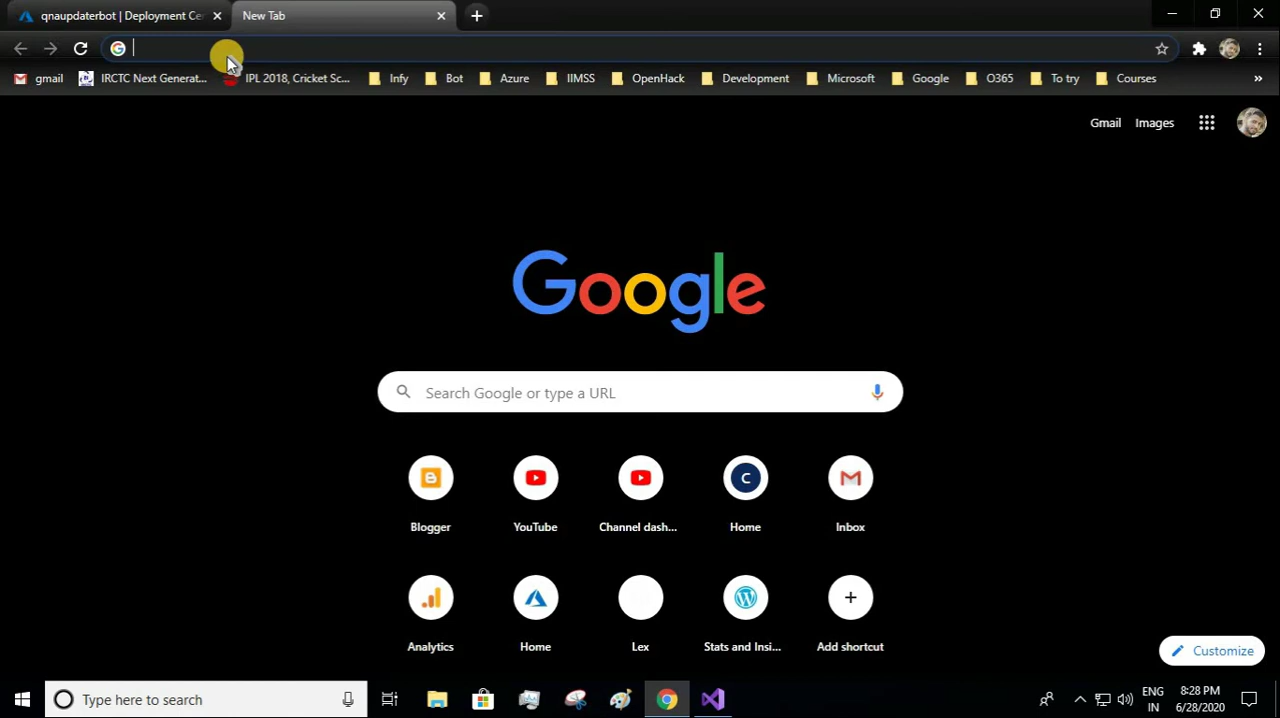 qnaupdaterbot | Deployment Ce
New Tab
gmail
IRCTC Next Generat...
IPL 2018, Cricket Sc...
Infy
Bot
Azure
IIMSS
OpenHack
Development
Microsoft
Google
O365
To try
Courses
»
Gmail
Images
Google
Search Google or type a URL
Blogger
YouTube
Channel dash...
C
Home
Inbox
Analytics
Home
Lex
Stats and Insi...
Add shortcut
Customize
Type here to search
ENG
IN
8:28 PM
6/28/2020